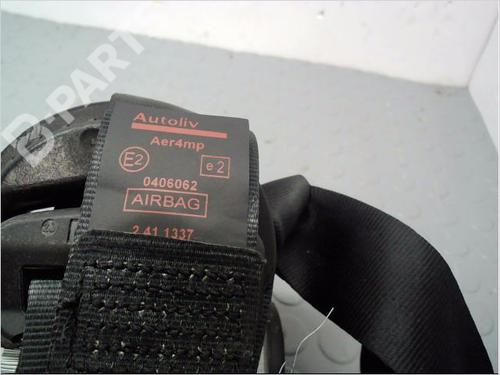 B-PARTS
Autoliv
Aer4mp
E2
e2
0406062
AIRBAG
2.41.1337